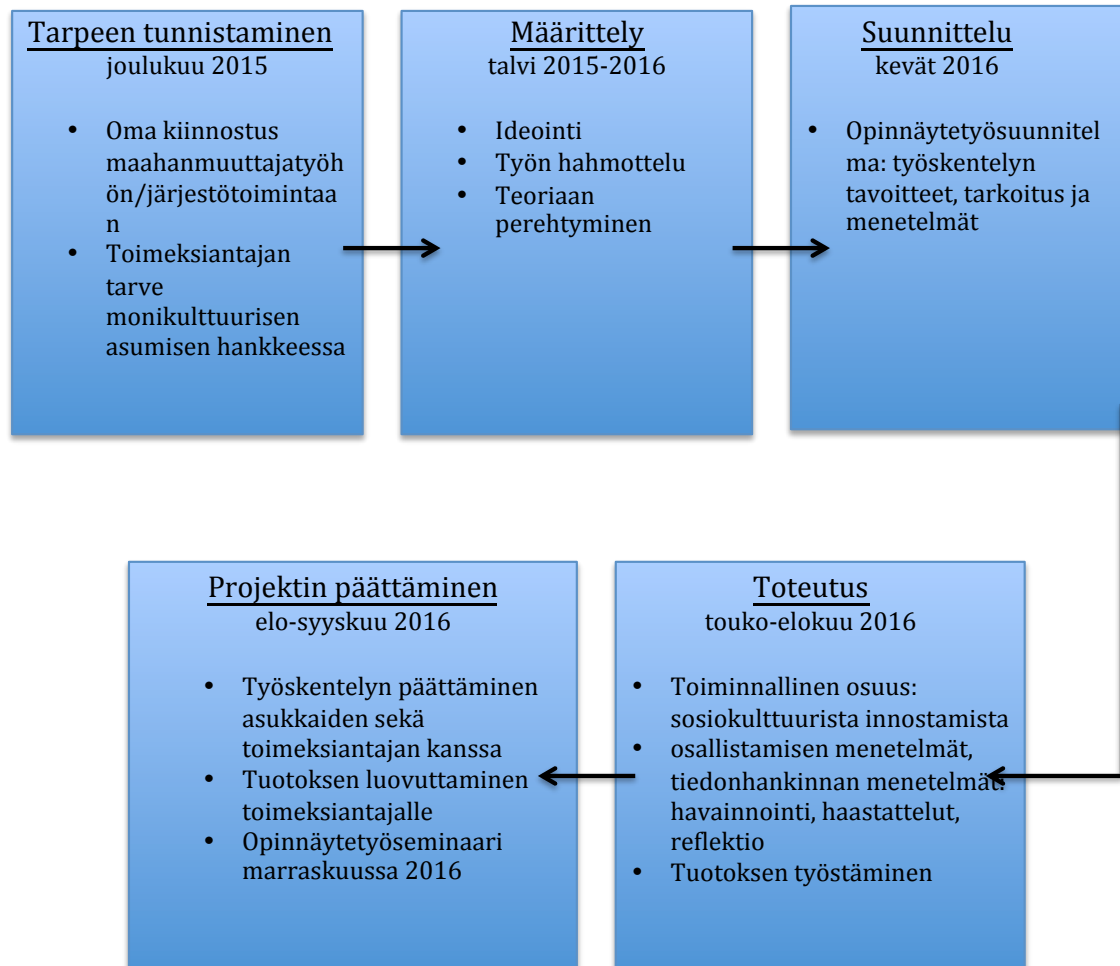 Tarpeen tunnistaminen
joulukuu 2015
• Oma kiinnostus
maahanmuuttajatyöh
ön/järjestötoimintaa
n
• Toimeksiantajan
tarve
monikulttuurisen
asumisen hankkeessa
Määrittely
talvi 2015-2016
• Ideointi
• Työn hahmottelu
• Teoriaan
perehtyminen
Suunnittelu
kevät 2016
• Opinnäytetyösuunnitel
ma: työskentelyn
tavoitteet, tarkoitus ja
menetelmät
Toteutus
touko-elokuu 2016
• Toiminnallinen osuus:
sosiokulttuurista innostamista
• osallistamisen menetelmät,
tiedonhankinnan menetelmät:
havainnointi, haastattelut,
reflektio
• Tuotoksen työstäminen
Projektin päättäminen
elo-syyskuu 2016
• Työskentelyn päättäminen
asukkaiden sekä
toimeksiantajan kanssa
• Tuotoksen luovuttaminen
toimeksiantajalle
• Opinnäytetyöseminaari
marraskuussa 2016